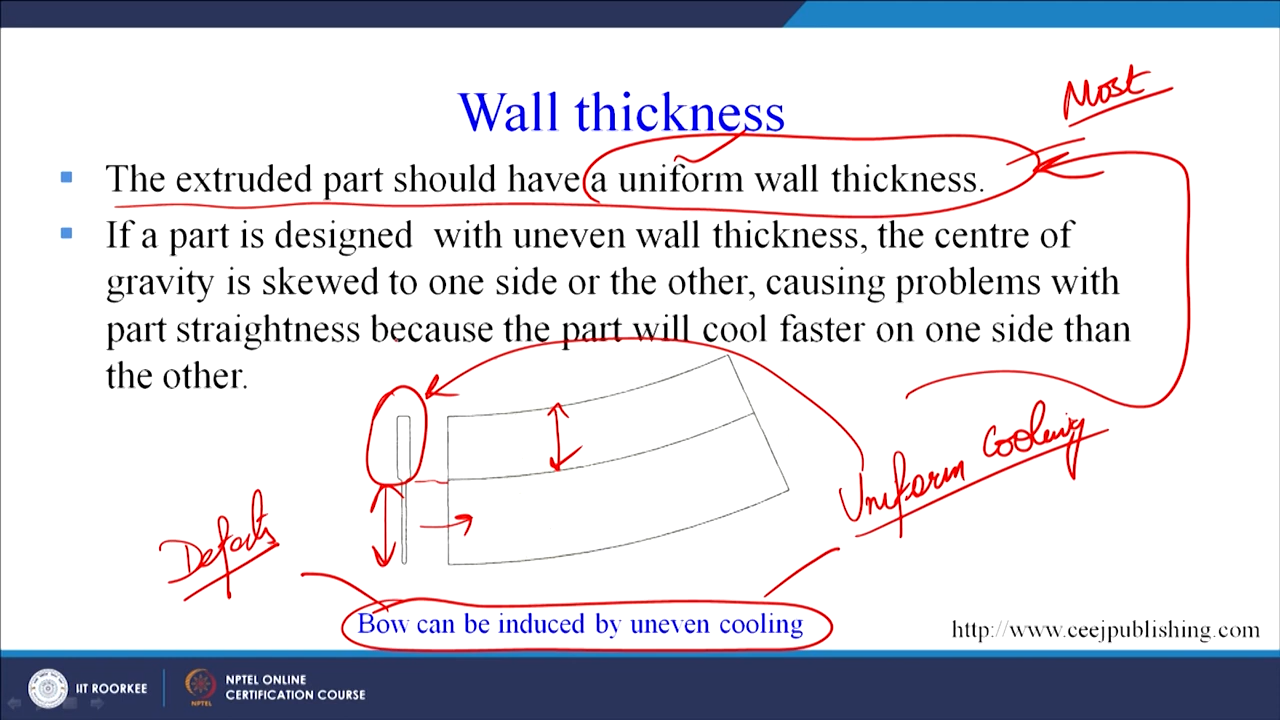 Wall thickness
Most
The extruded part should have a uniform wall thickness.
If a part is designed with uneven wall thickness, the centre of
gravity is skewed to one side or the other, causing problems with
part straightness because the part will cool faster on one side than
the other.
Uniform Cooling
Defects
Bow can be induced by uneven cooling
http://www.ceejpublishing.com
IIT ROORKEE
NPTEL
NPTEL ONLINE
CERTIFICATION COURSE